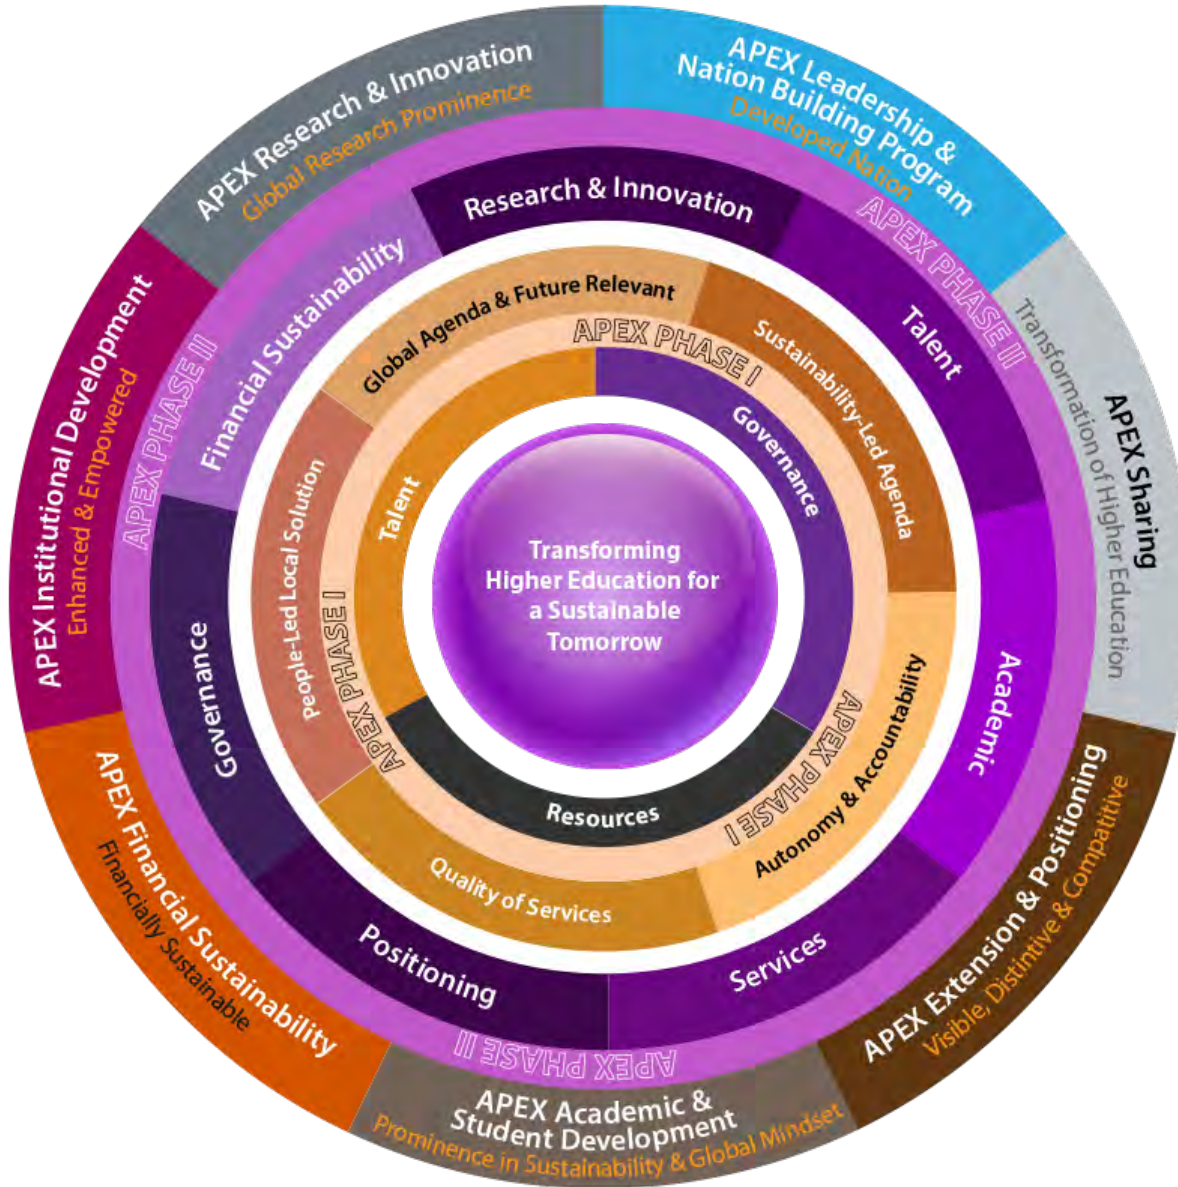 APEX Leadership &
Nation Building Program
Developed Nation
APEX Sharing
Transformation of Higher Education
APEX Extension & Positioning
Visible, Distinctive & Compatitive
APEX Academic &
Student Development
Prominence in Sustainability & Global Mindset
APEX Financial Sustainability
Financially Sustainable
APEX Institutional Development
Enhanced & Empowered
APEX Research & Innovation
Global Research Prominence
APEX PHASE II
APEX PHASE II
APEX PHASE II
Research & Innovation
Talent
Academic
Services
Positioning
Governance
Financial Sustainability
Global Agenda & Future Relevant
Sustainability-Led Agenda
Autonomy & Accountability
Quality of Services
People-Led Local Solution
APEX PHASE I
APEX PHASE I
APEX PHASE I
Governance
Resources
Talent
Transforming
Higher Education for
a Sustainable
Tomorrow